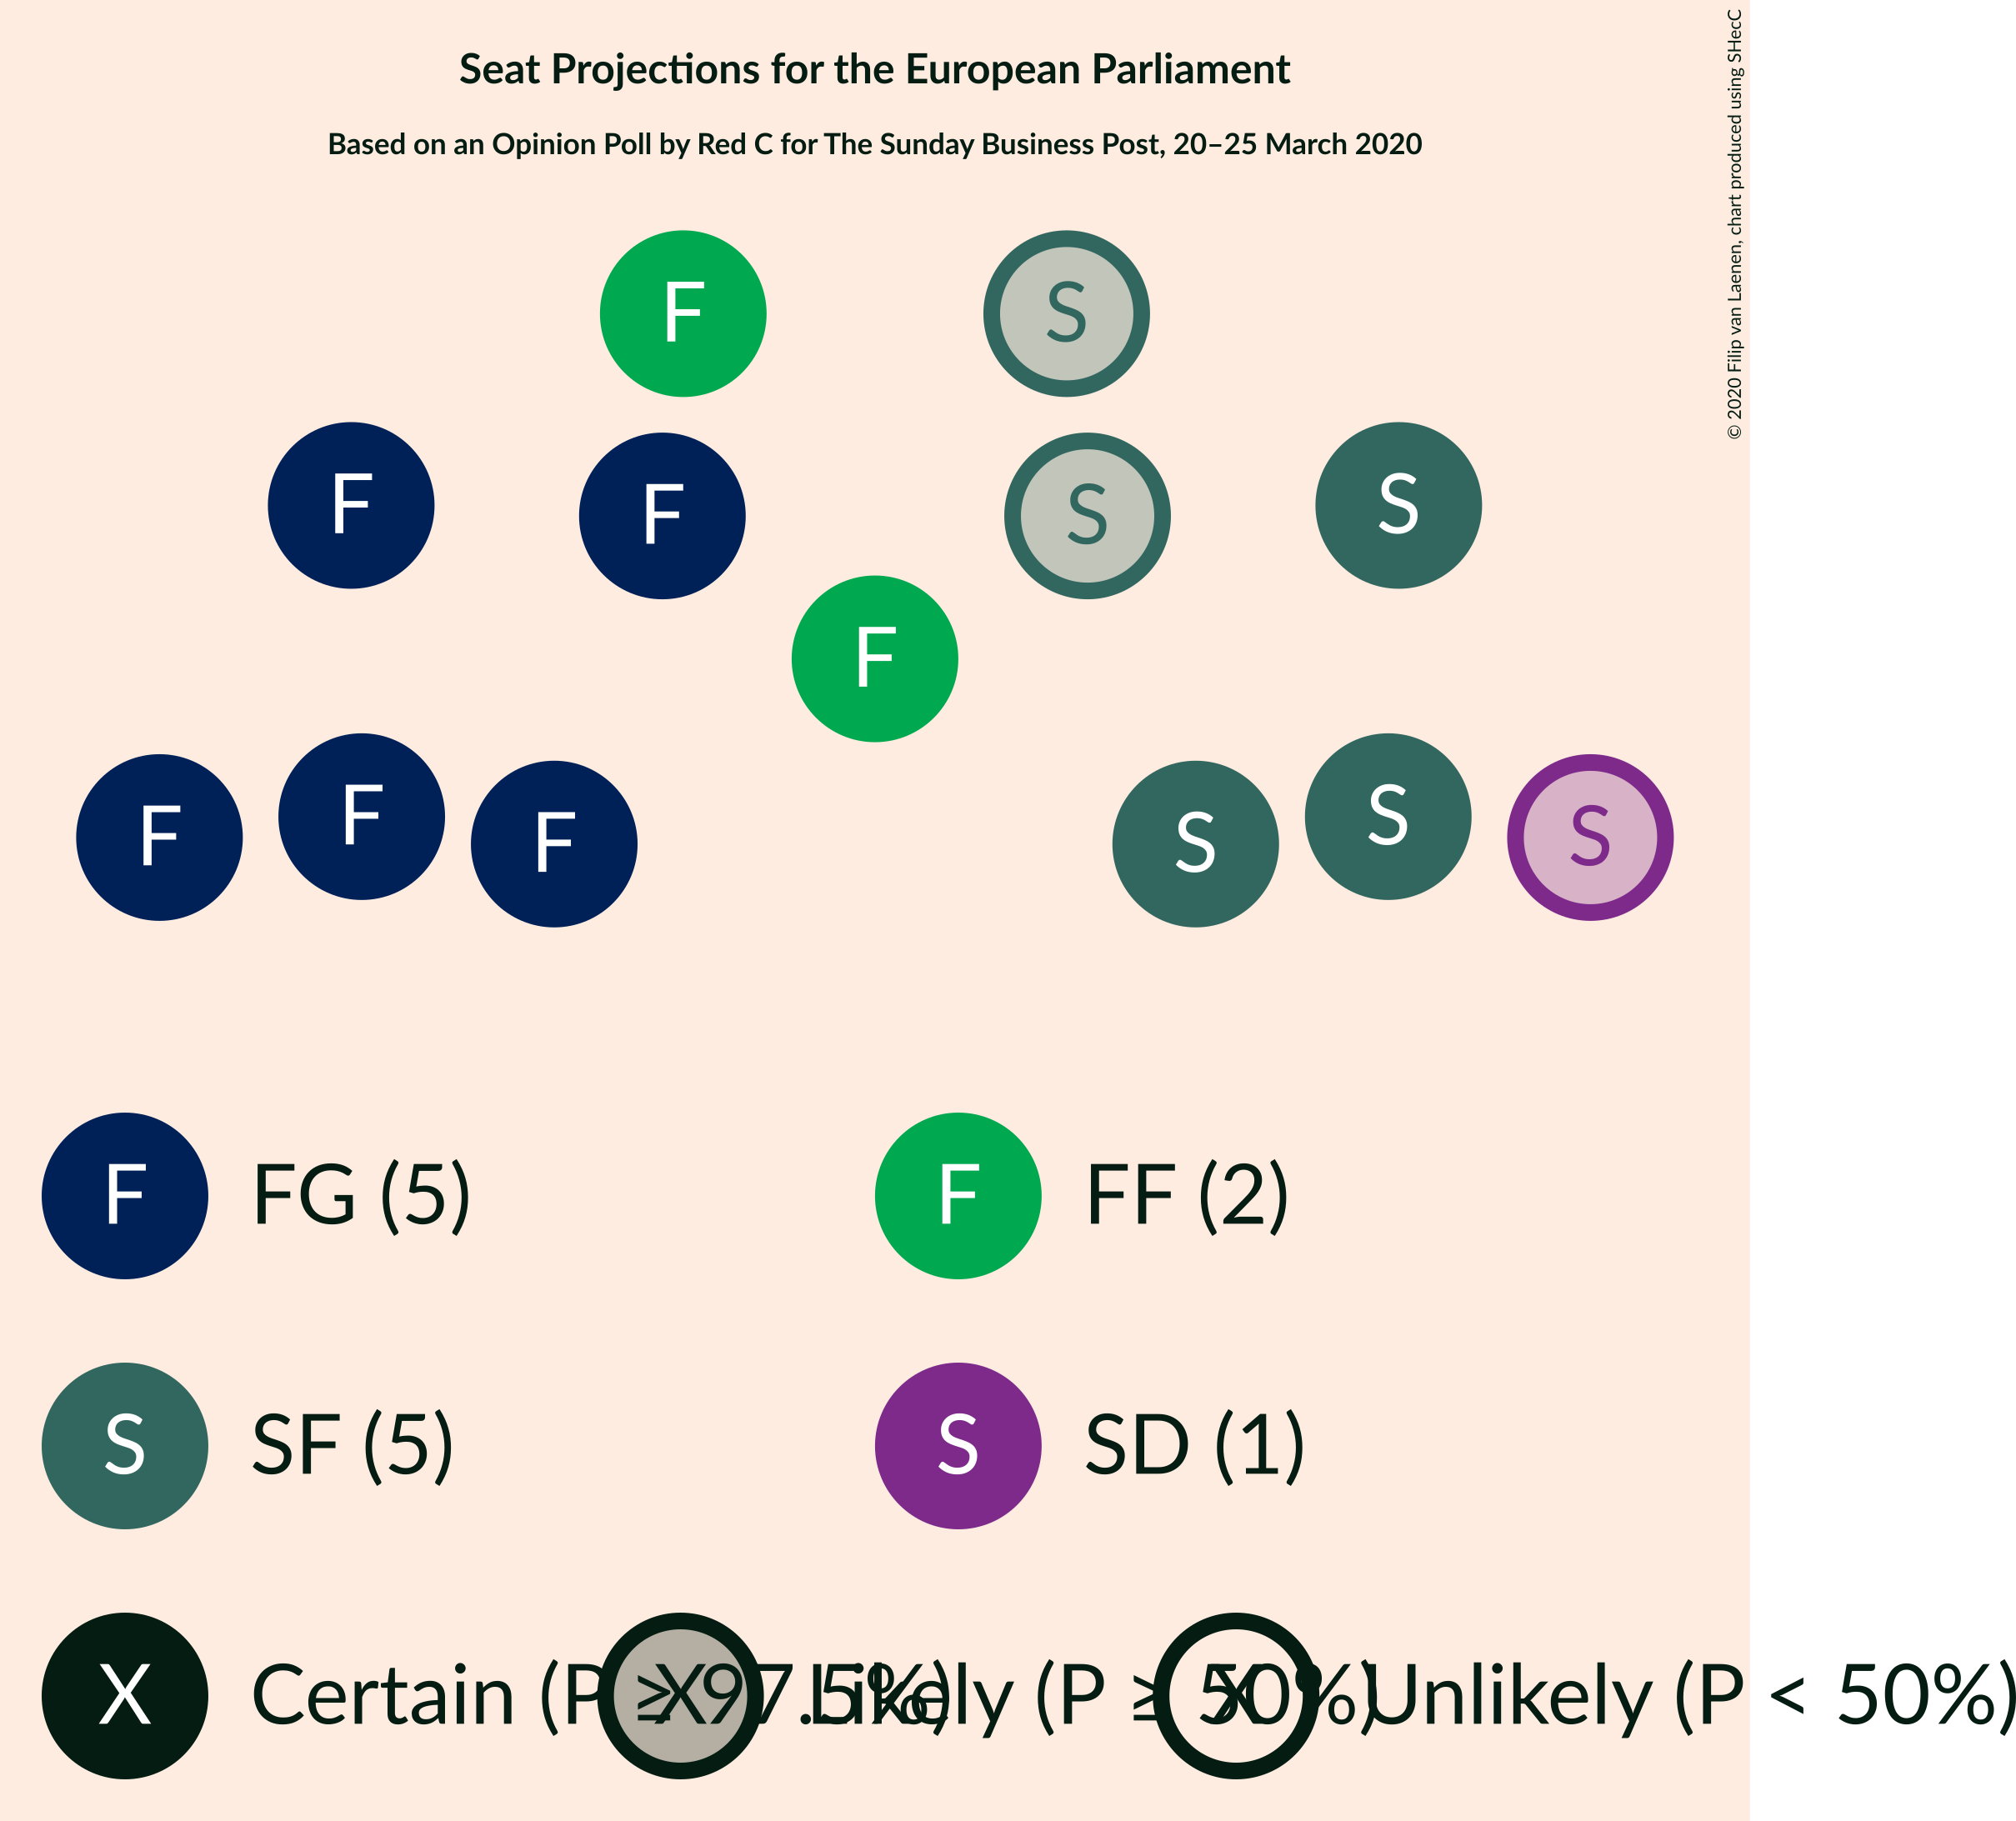 Seat Projections for the European Parliament
Based on an Opinion Poll by Red C for The Sunday Business Post, 20–25 March 2020
© 2020 Filip van Laenen, chart produced using SHecC
F S
F F S S
F
F F F S S S
F FG (5) F FF (2)
S SF (5) S SD (1)
X Certain (P ≥ 97.5%) X Likely (P ≥ 50%) X Unlikely (P < 50%)